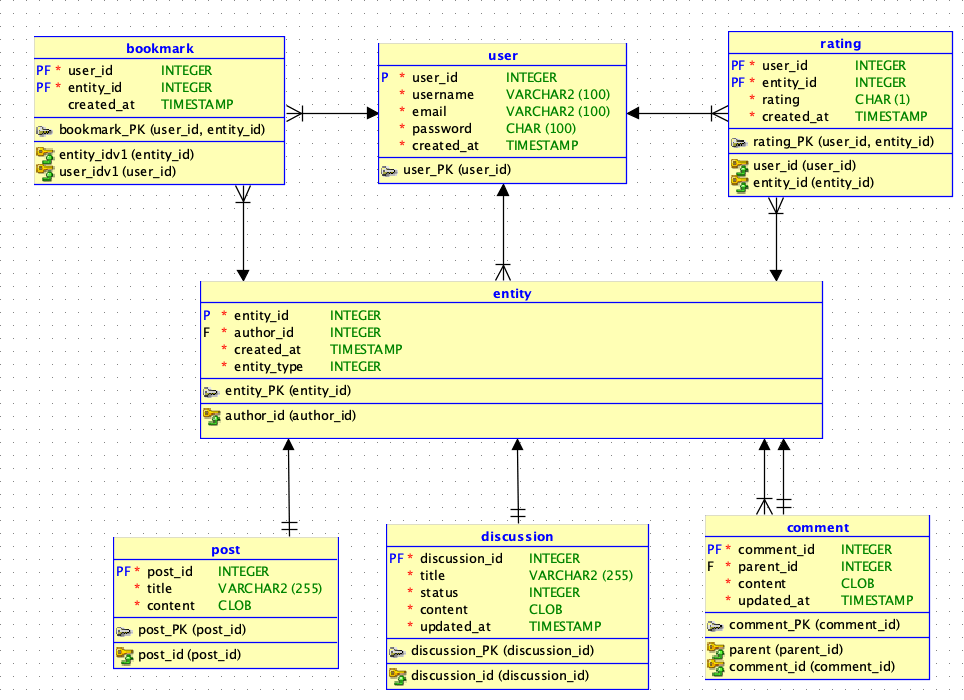 bookmark
PF * user_id INTEGER
PF * entity_id INTEGER
created_at TIMESTAMP
bookmark_PK (user_id, entity_id)
entity_idv1 (entity_id)
user_idv1 (user_id)
user
P * user_id INTEGER
* username VARCHAR2 (100)
* email VARCHAR2 (100)
* password CHAR (100)
* created_at TIMESTAMP
user_PK (user_id)
rating
PF * user_id INTEGER
PF * entity_id INTEGER
* rating CHAR (1)
* created_at TIMESTAMP
rating_PK (user_id, entity_id)
user_id (user_id)
entity_id (entity_id)
entity
P * entity_id INTEGER
F * author_id INTEGER
* created_at TIMESTAMP
* entity_type INTEGER
entity_PK (entity_id)
author_id (author_id)
post
PF * post_id INTEGER
* title VARCHAR2 (255)
* content CLOB
post_PK (post_id)
post_id (post_id)
discussion
PF * discussion_id INTEGER
* title VARCHAR2 (255)
* status INTEGER
* content CLOB
* updated_at TIMESTAMP
discussion_PK (discussion_id)
discussion_id (discussion_id)
comment
PF * comment_id INTEGER
F * parent_id INTEGER
* content CLOB
* updated_at TIMESTAMP
comment_PK (comment_id)
parent (parent_id)
comment_id (comment_id)